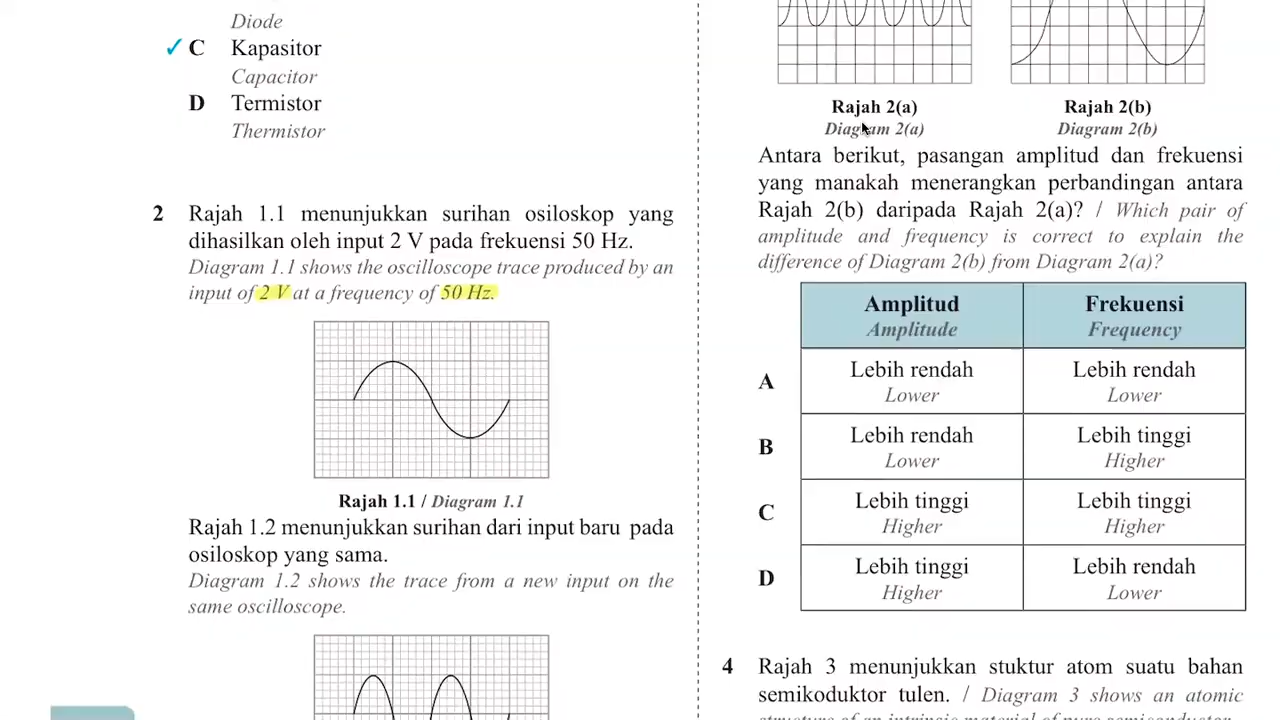 Diode
✓ C Kapasitor
Capacitor
D Termistor
Thermistor
2 Rajah 1.1 menunjukkan surihan osiloskop yang
dihasilkan oleh input 2 V pada frekuensi 50 Hz.
Diagram 1.1 shows the oscilloscope trace produced by an
input of 2 V at a frequency of 50 Hz.
Rajah 1.1 / Diagram 1.1
Rajah 1.2 menunjukkan surihan dari input baru pada
osiloskop yang sama.
Diagram 1.2 shows the trace from a new input on the
same oscilloscope.
Rajah 2(a)
Diagram 2(a)
Rajah 2(b)
Diagram 2(b)
Antara berikut, pasangan amplitud dan frekuensi
yang manakah menerangkan perbandingan antara
Rajah 2(b) daripada Rajah 2(a)? / Which pair of
amplitude and frequency is correct to explain the
difference of Diagram 2(b) from Diagram 2(a)?
Amplitud
Amplitude
Frekuensi
Frequency
A
Lebih rendah
Lower
Lebih rendah
Lower
B
Lebih rendah
Lower
Lebih tinggi
Higher
C
Lebih tinggi
Higher
Lebih tinggi
Higher
D
Lebih tinggi
Higher
Lebih rendah
Lower
4 Rajah 3 menunjukkan stuktur atom suatu bahan
semikoduktor tulen. / Diagram 3 shows an atomic
structure of an intrinsic material of pure semiconductor